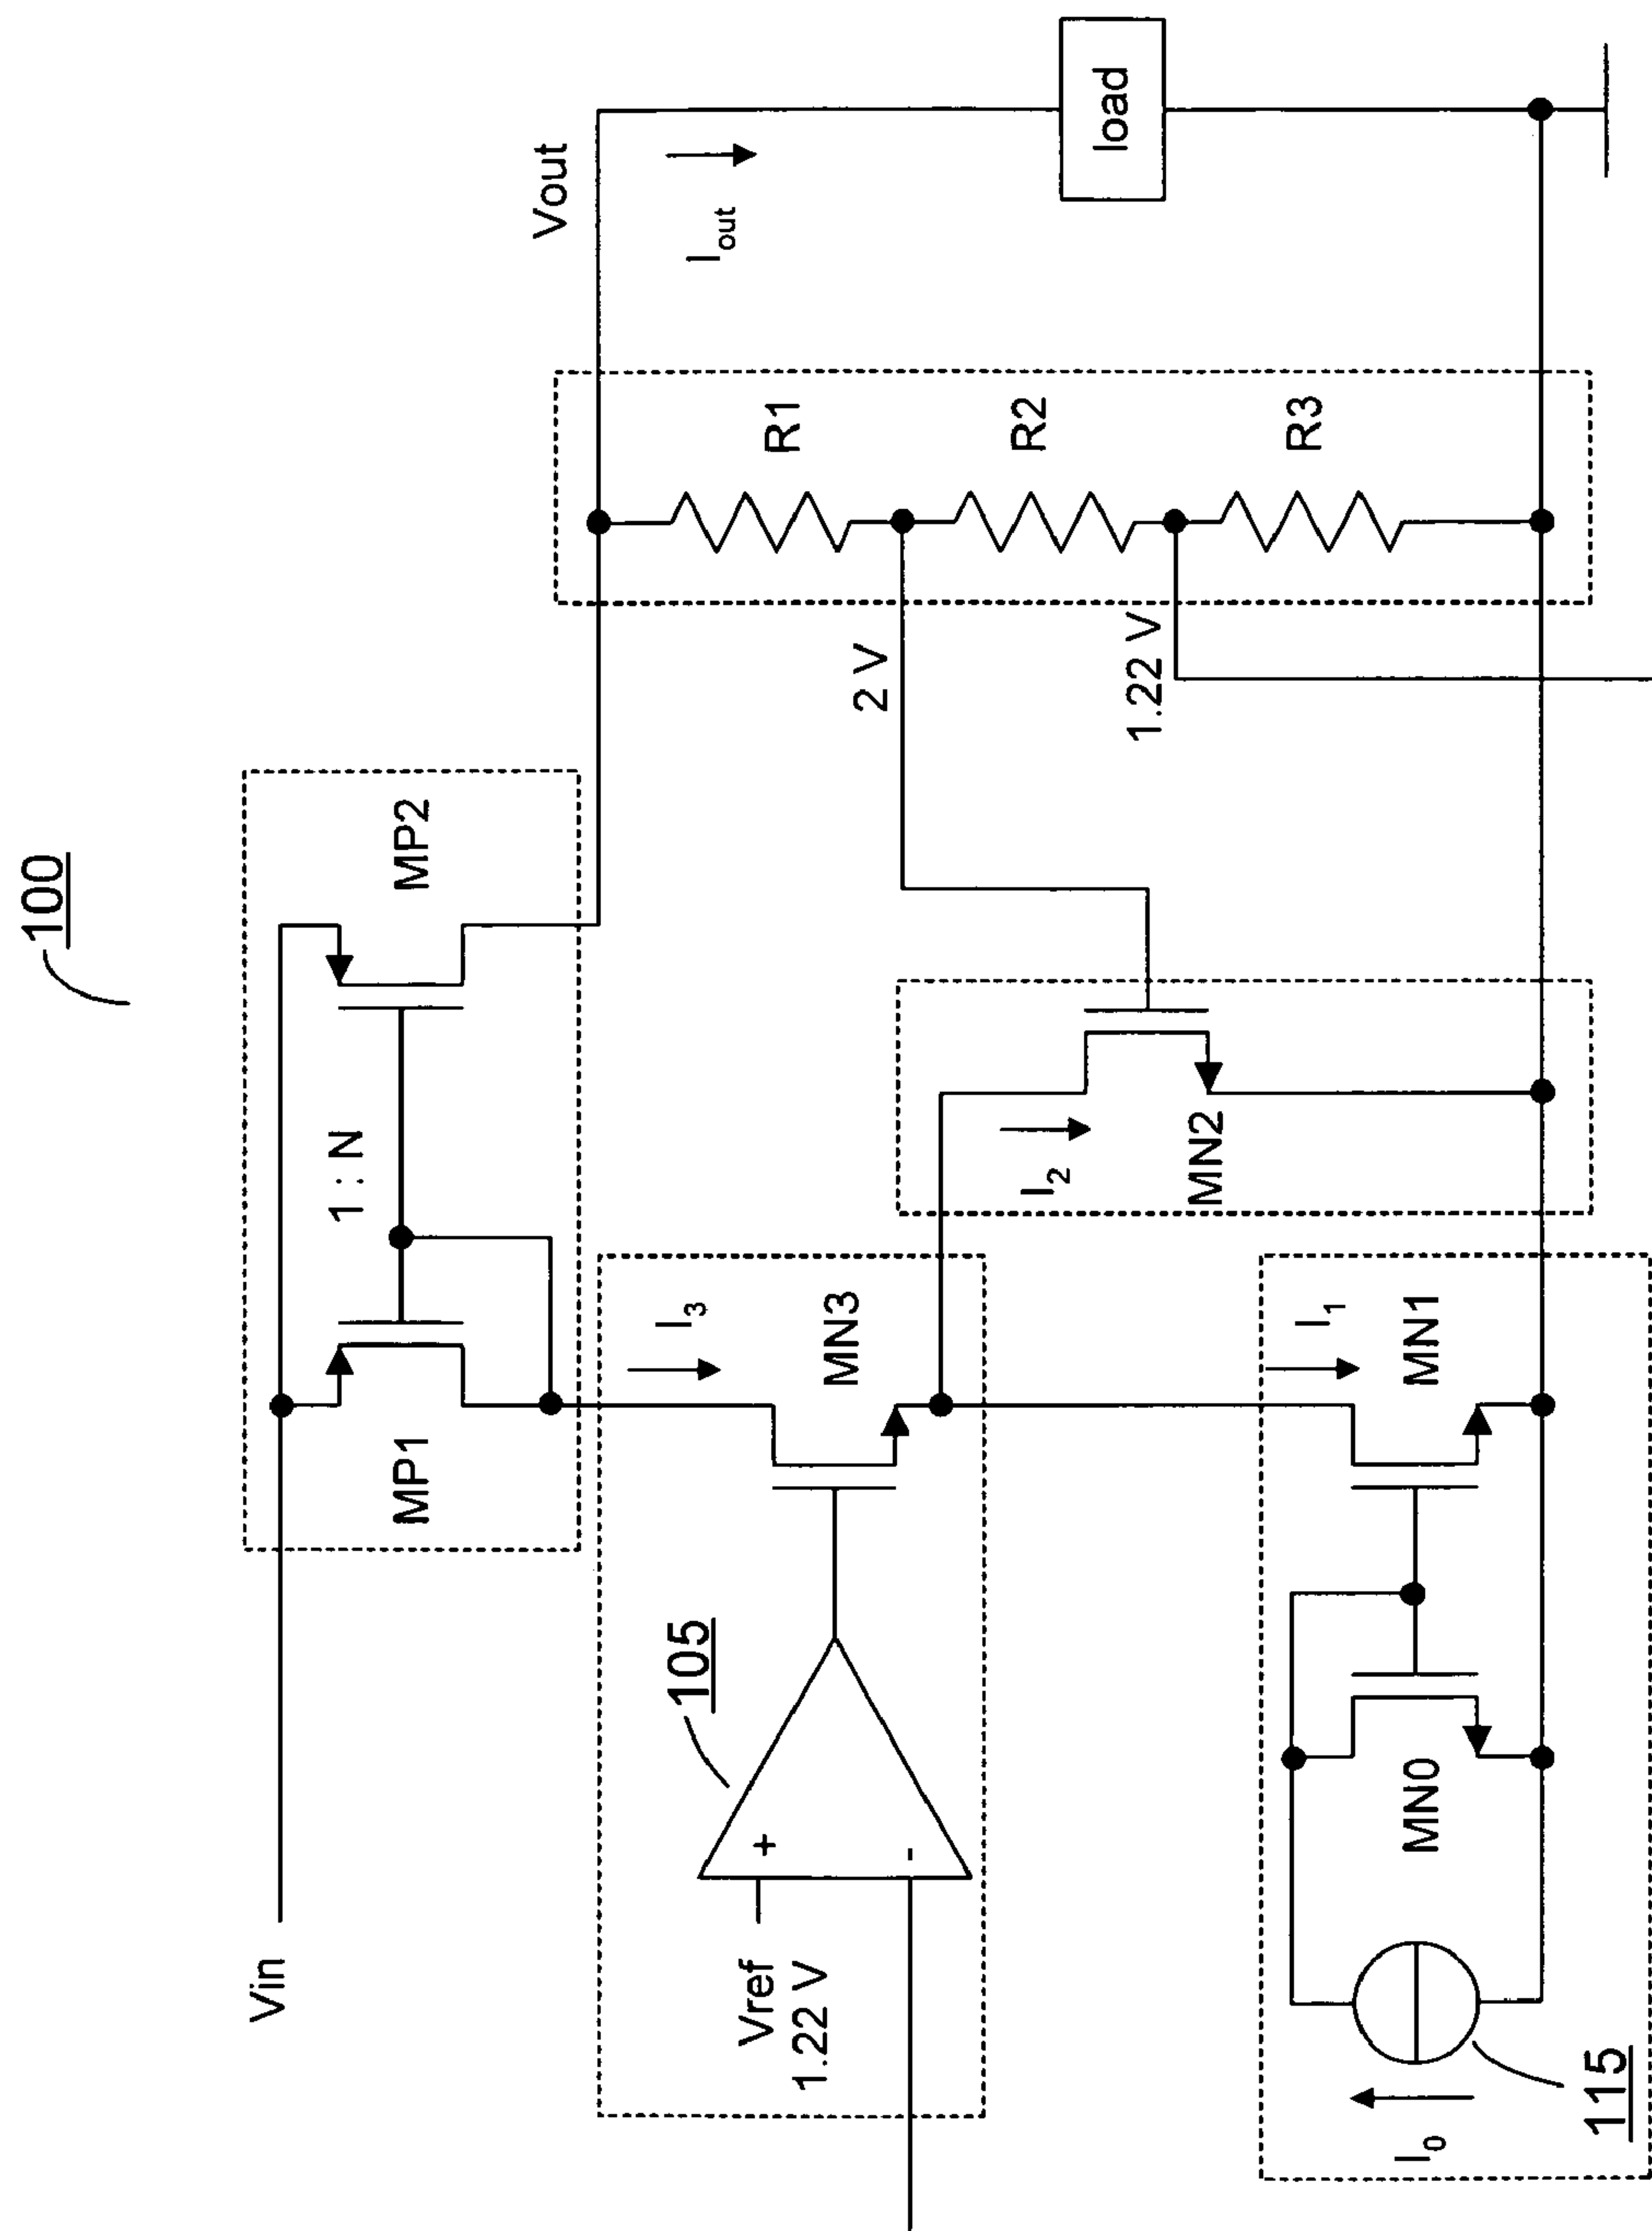 100
Vin
MP1
1 : N
MP2
Vout
I₃
Iout
105
+
-
MN3
Vref
1.22 V
2 V
R1
load
I₂
MN2
R2
1.22 V
R3
I₁
MN1
MN0
I₀
115